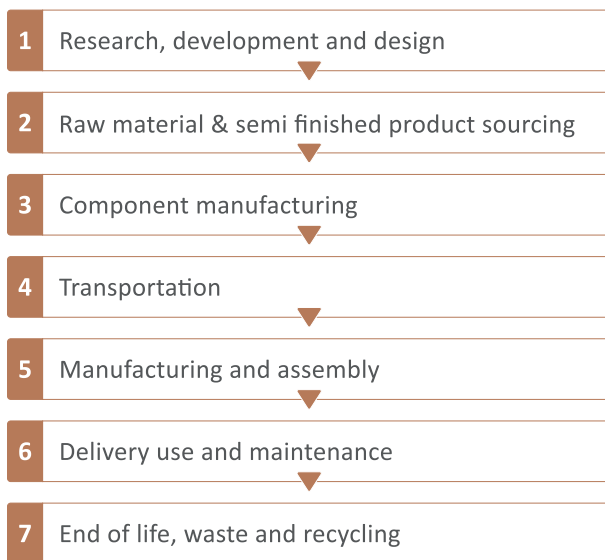 1 Research, development and design
2 Raw material & semi finished product sourcing
3 Component manufacturing
4 Transportation
5 Manufacturing and assembly
6 Delivery use and maintenance
7 End of life, waste and recycling